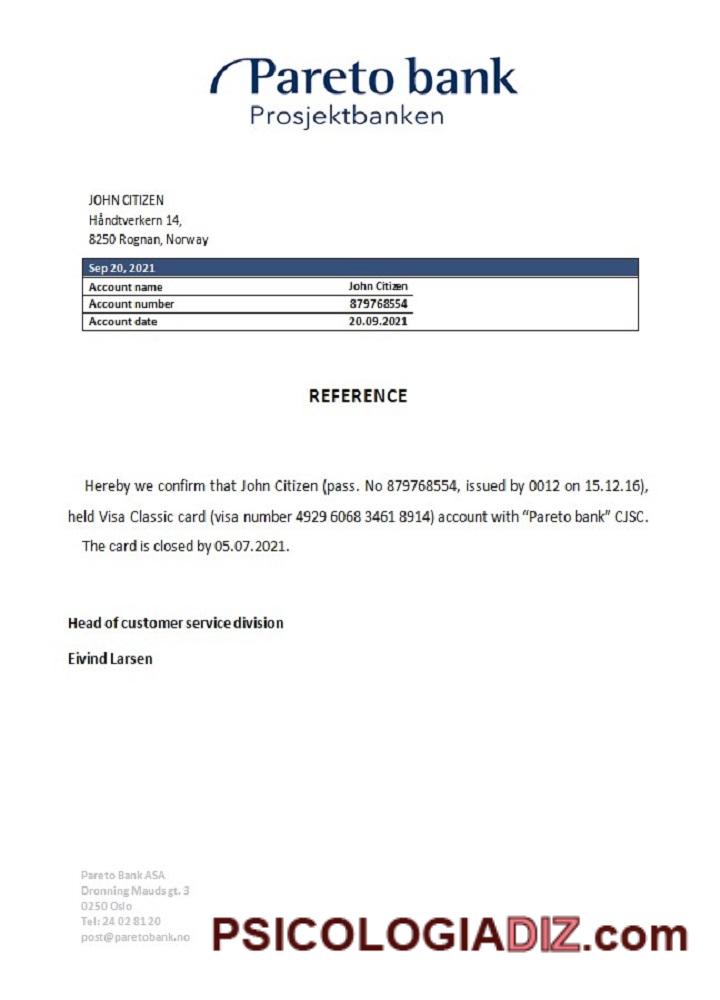 Pareto bank
Prosjektbanken
JOHN CITIZEN
Håndtverkern 14,
8250 Rognan, Norway
Sep 20, 2021
Account name John Citizen
Account number 879768554
Account date 20.09.2021
REFERENCE
Hereby we confirm that John Citizen (pass. No 879768554, issued by 0012 on 15.12.16),
held Visa Classic card (visa number 4929 6068 3461 8914) account with “Pareto bank” CJSC.
The card is closed by 05.07.2021.
Head of customer service division
Eivind Larsen
Pareto Bank ASA
Dronning Mauds gt. 3
0250 Oslo
Tel: 24 02 81 20
post@paretobank.no
PSICOLOGIADIZ.com